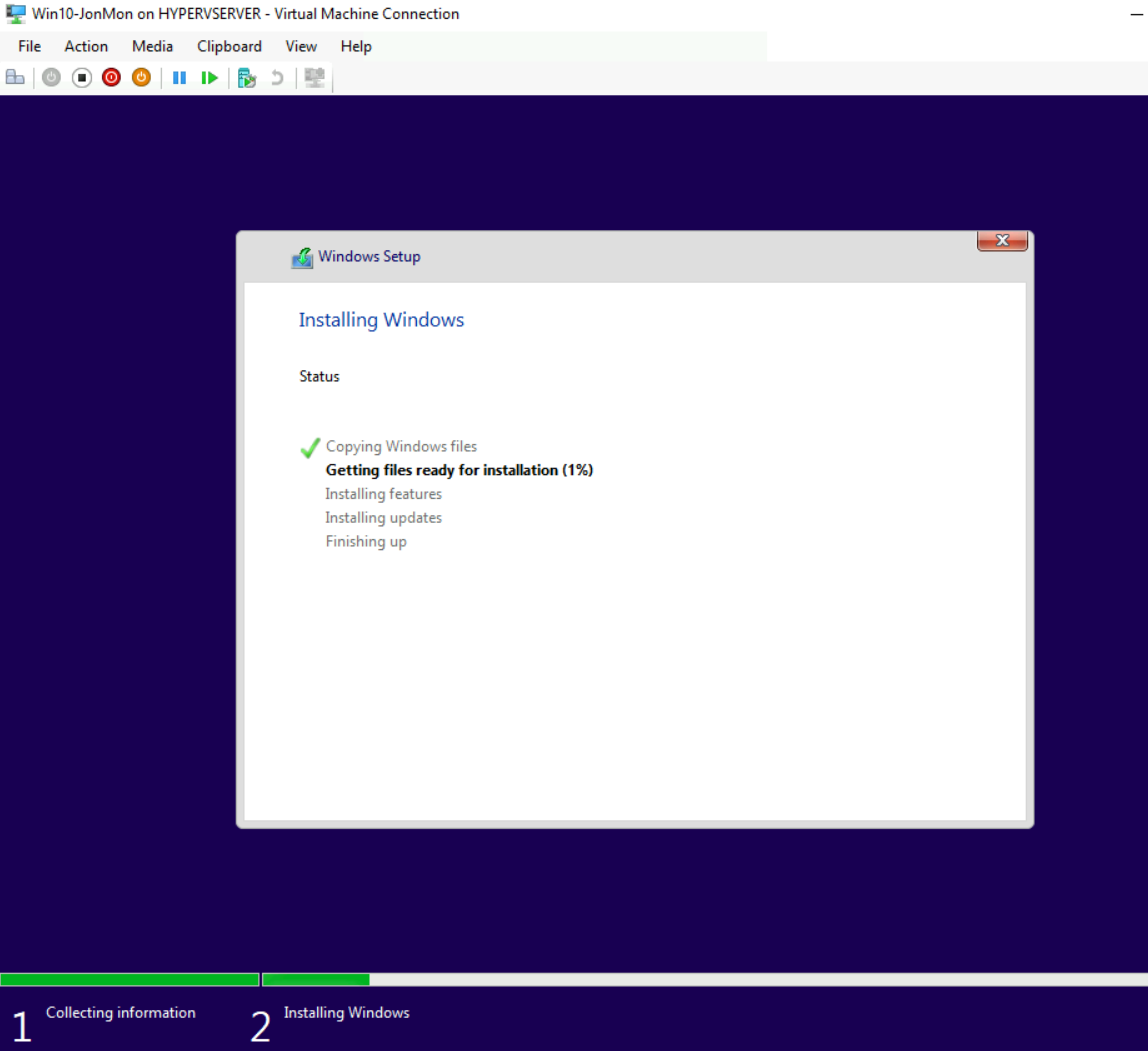 Win10-JonMon on HYPERVSERVER - Virtual Machine Connection
File Action Media Clipboard View Help
Windows Setup
Installing Windows
Status
Copying Windows files
Getting files ready for installation (1%)
Installing features
Installing updates
Finishing up
1 Collecting information 2 Installing Windows